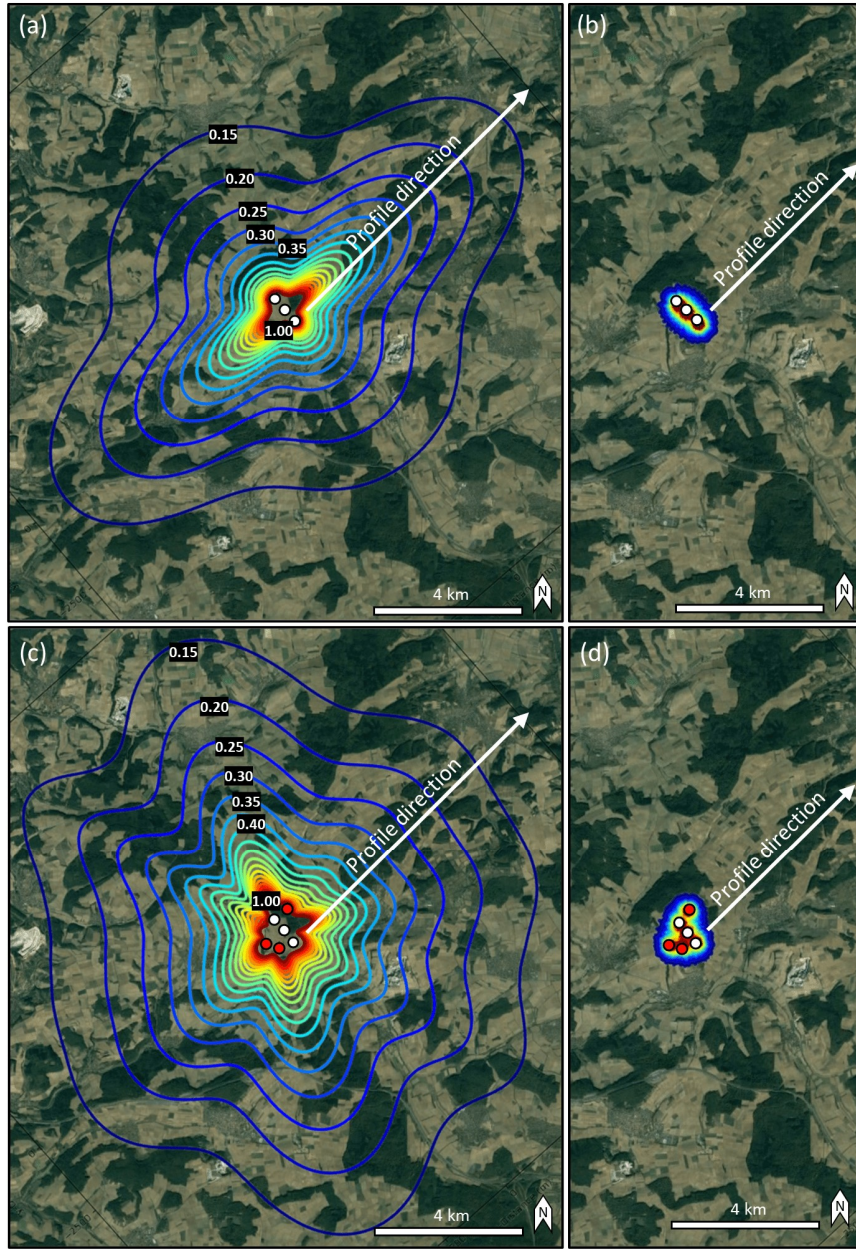 (a)
0.15
0.20
0.25
0.30
0.35
1.00
Profile direction
4 km
N
(b)
Profile direction
4 km
N
(c)
0.15
0.20
0.25
0.30
0.35
0.40
1.00
Profile direction
4 km
N
(d)
Profile direction
4 km
N